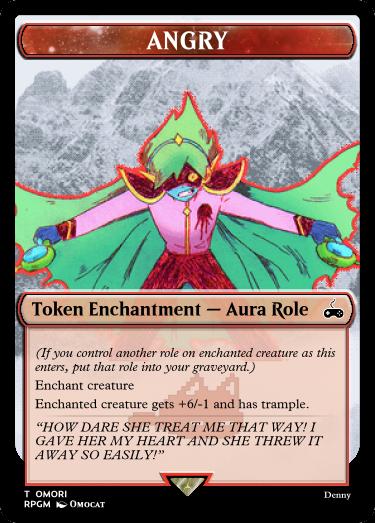 ANGRY
Token Enchantment — Aura Role
(If you control another role on enchanted creature as this
enters, put that role into your graveyard.)
Enchant creature
Enchanted creature gets +6/-1 and has trample.
“HOW DARE SHE TREAT ME THAT WAY! I
GAVE HER MY HEART AND SHE THREW IT
AWAY SO EASILY!”
T OMORI
RPGM Omocat
Denny